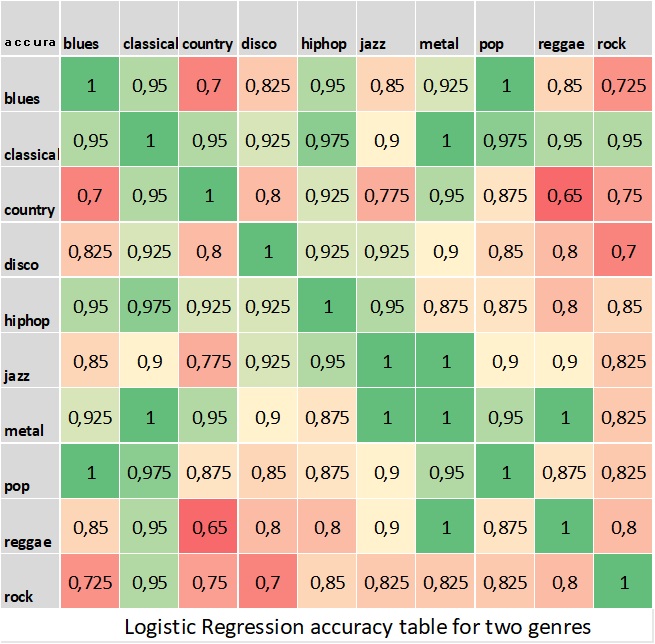 accura blues classical country disco hiphop jazz metal pop reggae rock
blues 1 0,95 0,7 0,825 0,95 0,85 0,925 1 0,85 0,725
classical 0,95 1 0,95 0,925 0,975 0,9 1 0,975 0,95 0,95
country 0,7 0,95 1 0,8 0,925 0,775 0,95 0,875 0,65 0,75
disco 0,825 0,925 0,8 1 0,925 0,925 0,9 0,85 0,8 0,7
hiphop 0,95 0,975 0,925 0,925 1 0,95 0,875 0,875 0,8 0,85
jazz 0,85 0,9 0,775 0,925 0,95 1 1 0,9 0,9 0,825
metal 0,925 1 0,95 0,9 0,875 1 1 0,95 1 0,825
pop 1 0,975 0,875 0,85 0,875 0,9 0,95 1 0,875 0,825
reggae 0,85 0,95 0,65 0,8 0,8 0,9 1 0,875 1 0,8
rock 0,725 0,95 0,75 0,7 0,85 0,825 0,825 0,825 0,8 1
Logistic Regression accuracy table for two genres